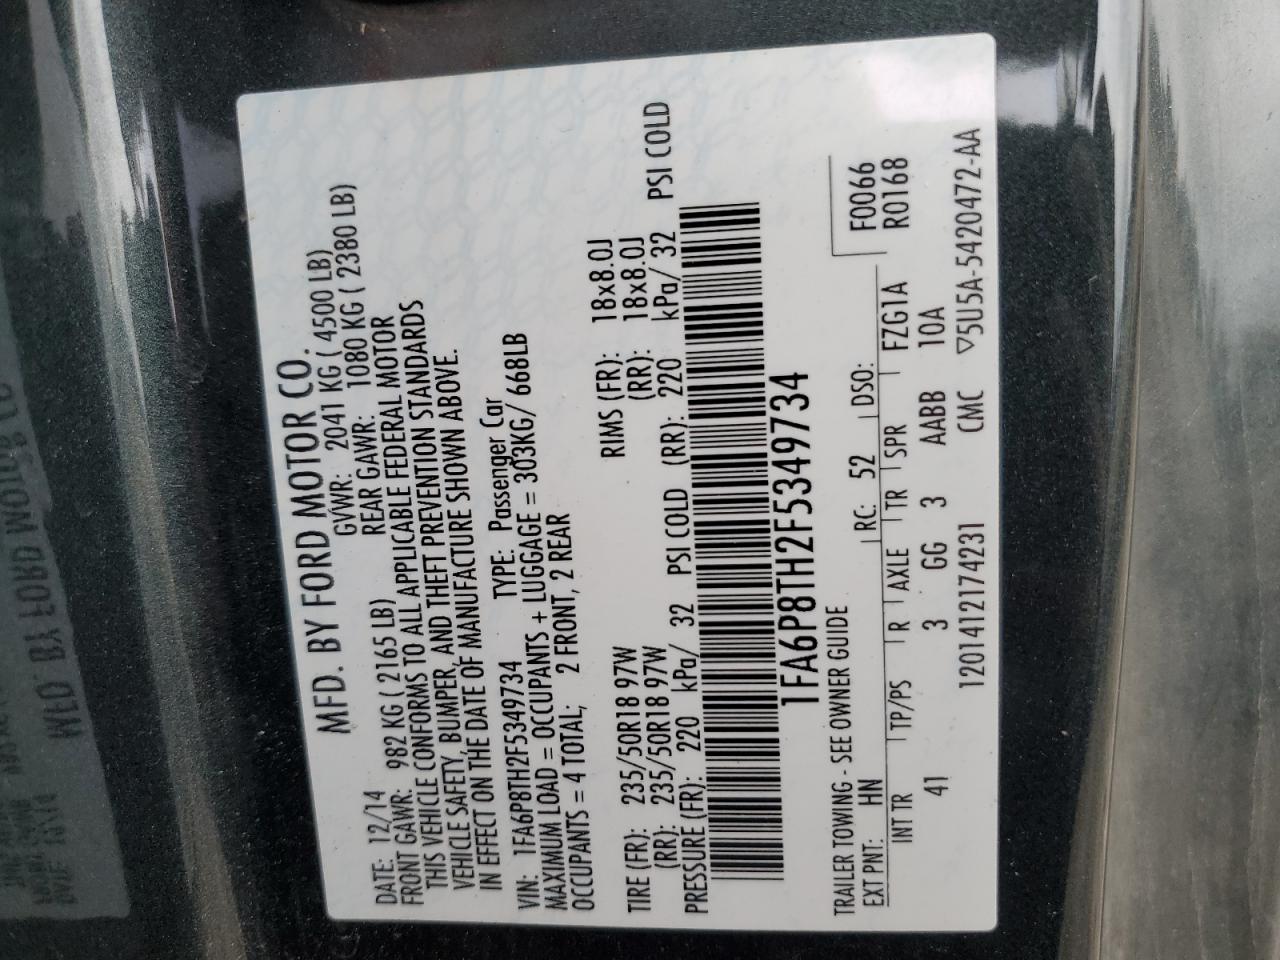 MFD. BY FORD MOTOR CO.
DATE: 12/14 GVWR: 2041 KG ( 4500 LB)
FRONT GAWR: 982 KG ( 2165 LB) REAR GAWR: 1080 KG ( 2380 LB)
THIS VEHICLE CONFORMS TO ALL APPLICABLE FEDERAL MOTOR
VEHICLE SAFETY, BUMPER, AND THEFT PREVENTION STANDARDS
IN EFFECT ON THE DATE OF MANUFACTURE SHOWN ABOVE.
VIN: 1FA6P8TH2F5349734 TYPE: Passenger Car
MAXIMUM LOAD = OCCUPANTS + LUGGAGE = 303KG/ 668LB
OCCUPANTS = 4 TOTAL; 2 FRONT, 2 REAR
TIRE (FR): 235/50R18 97W RIMS (FR): 18x8.0J
(RR): 235/50R18 97W (RR): 18x8.0J
PRESSURE (FR): 220 kPa/ 32 PSI COLD (RR): 220 kPa/ 32 PSI COLD
1FA6P8TH2F5349734
TRAILER TOWING - SEE OWNER GUIDE
EXT PNT: HN RC: 52 DSO: F0066
INT TR TP/PS R AXLE TR SPR FZG1A R0168
41 3 GG 3 AABB 10A
1201412174231 CMC ▽5U5A-5420472-AA